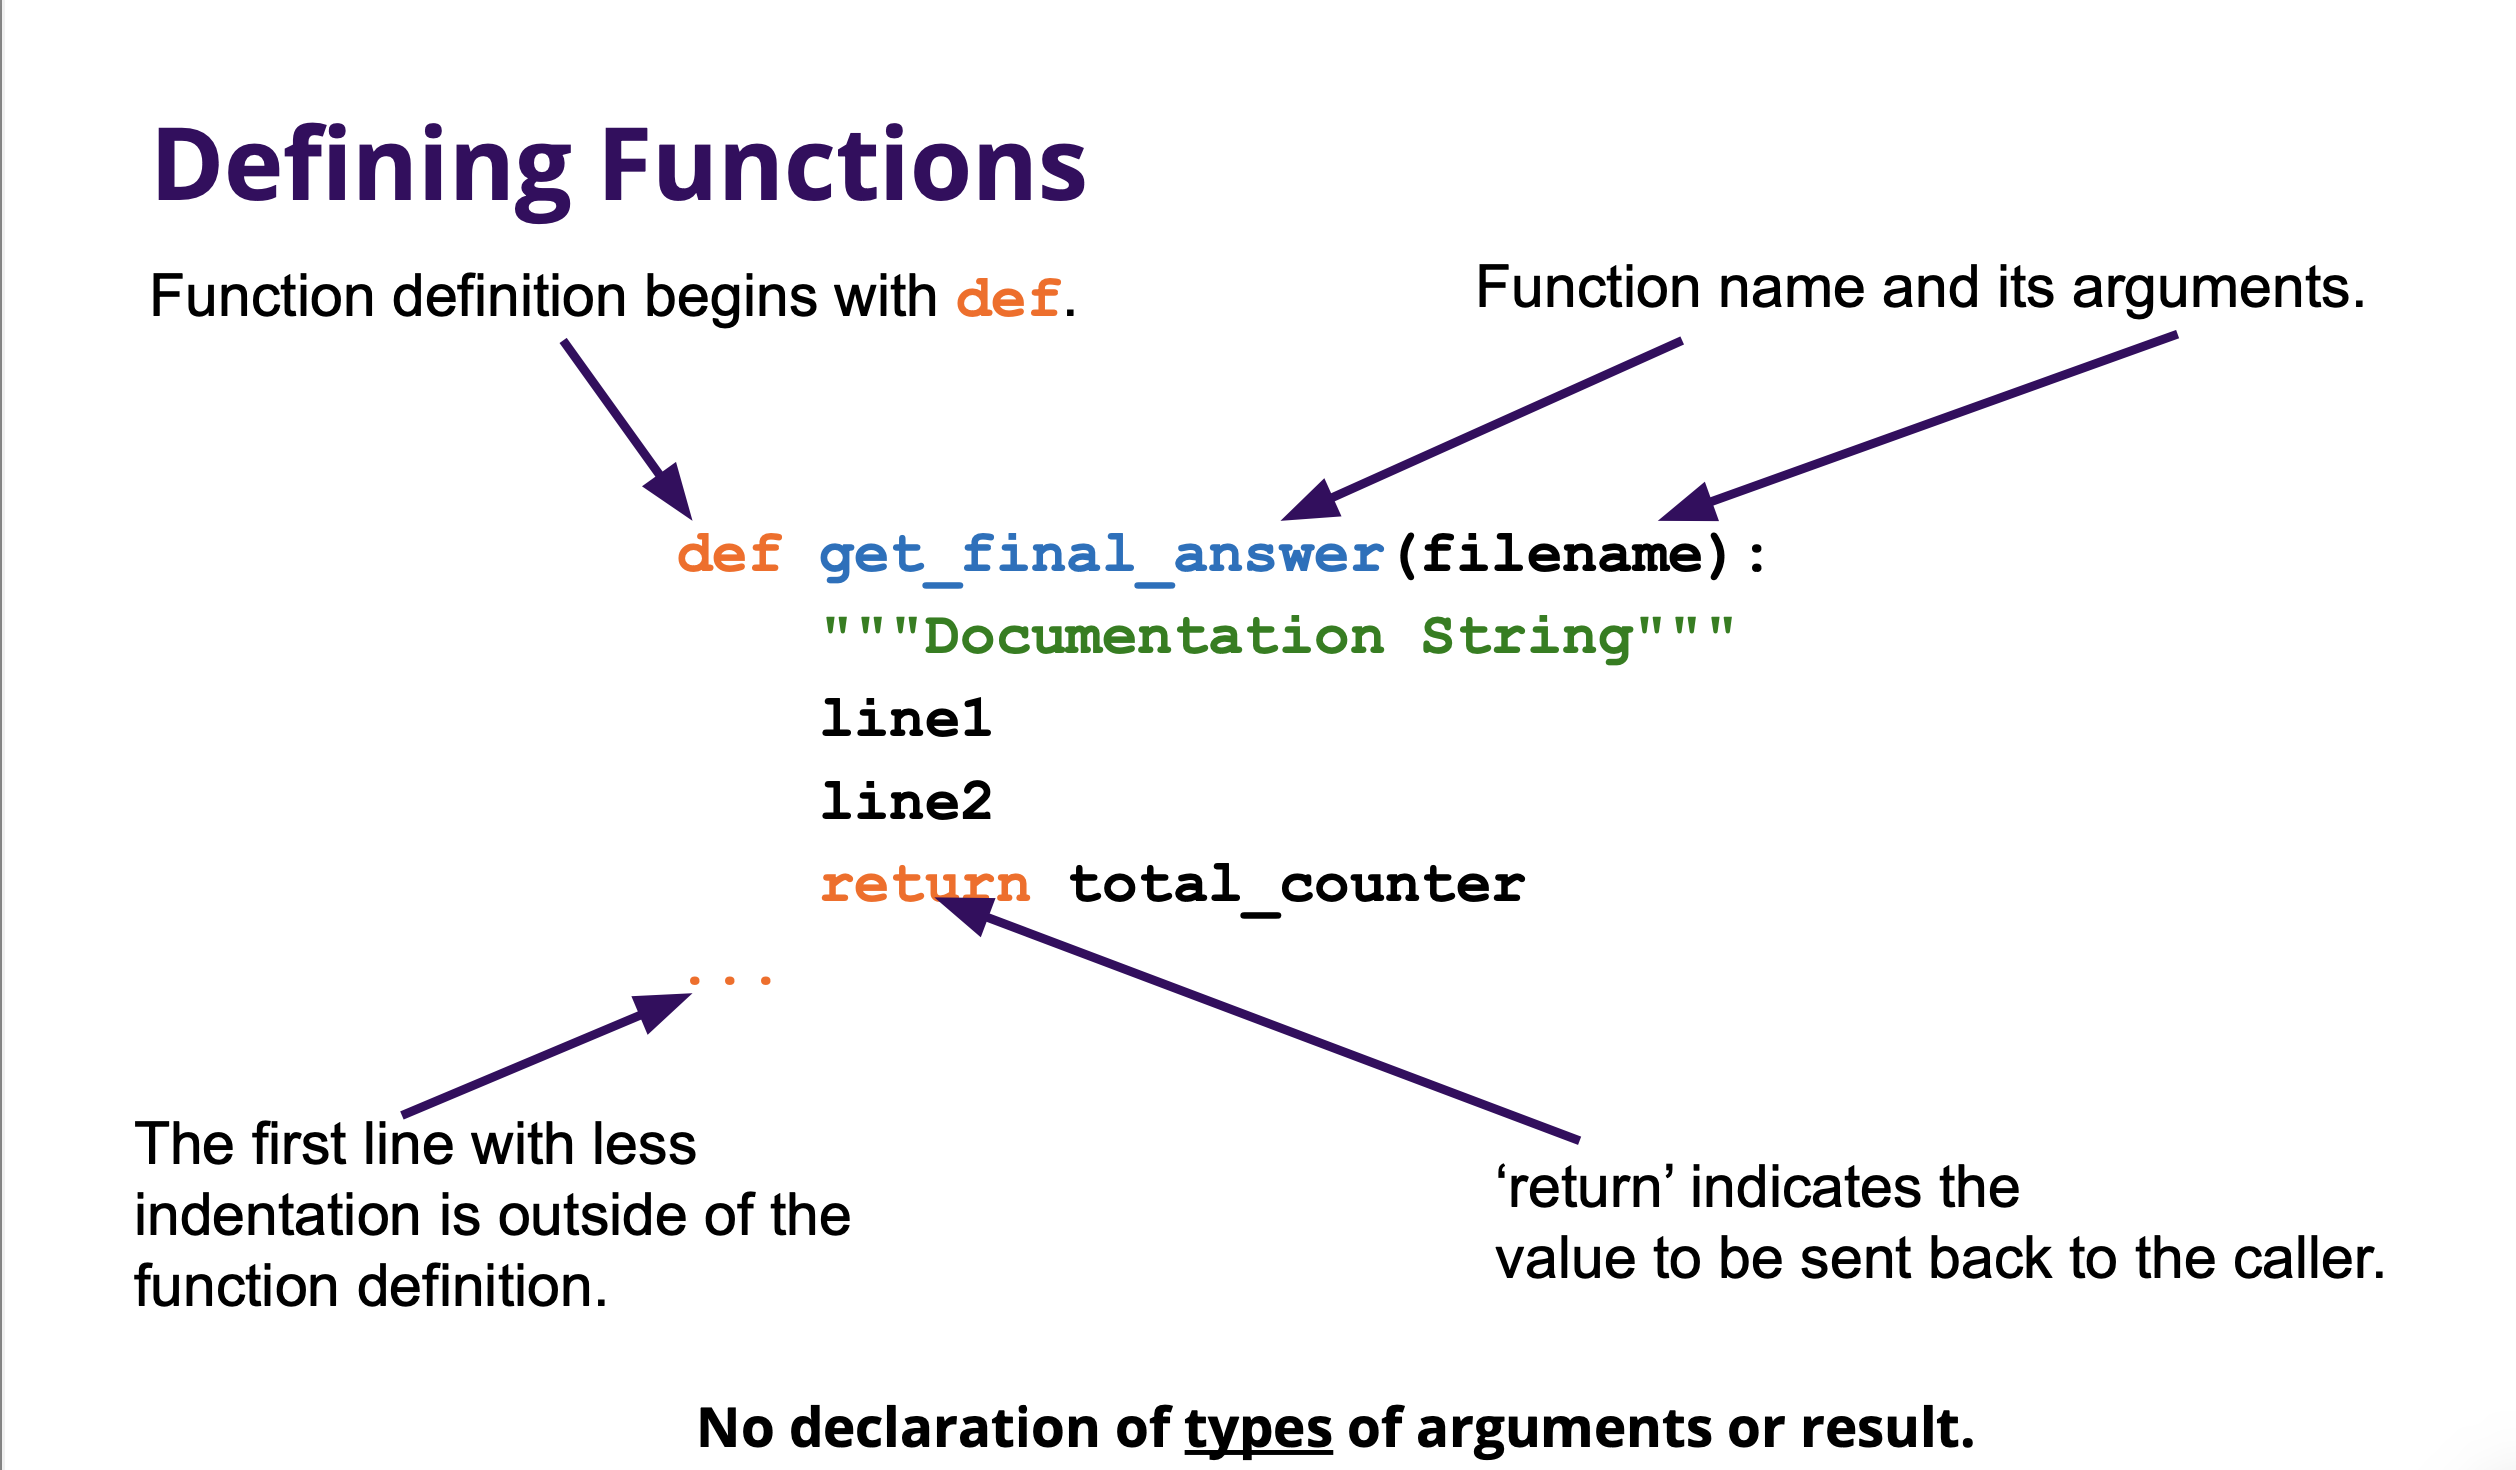 Defining Functions
Function definition begins with def.
Function name and its arguments.
def get_final_answer(filename):
"""Documentation String"""
line1
line2
return total_counter
...
The first line with less
indentation is outside of the
function definition.
‘return’ indicates the
value to be sent back to the caller.
No declaration of types of arguments or result.